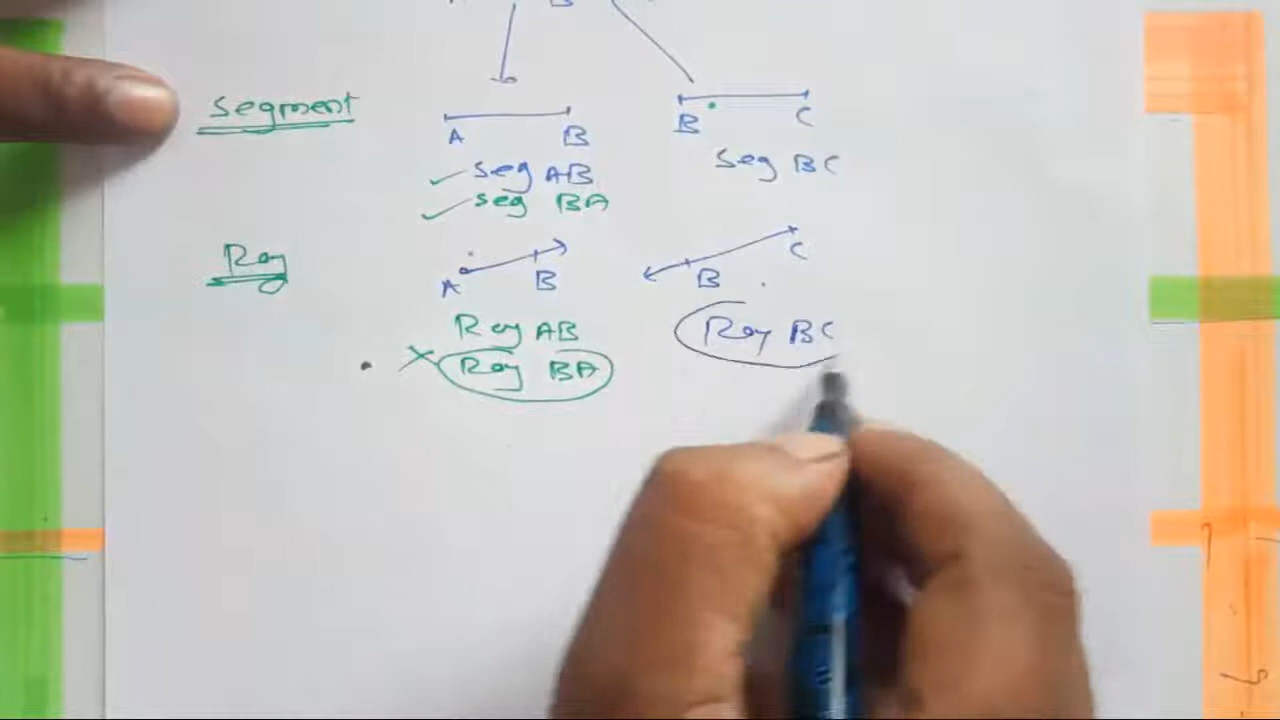 A B
Segment
A B
B C
Seg AB
Seg BC
Seg BA
Ray
A B
B C
Ray AB
Ray BC
Ray BA